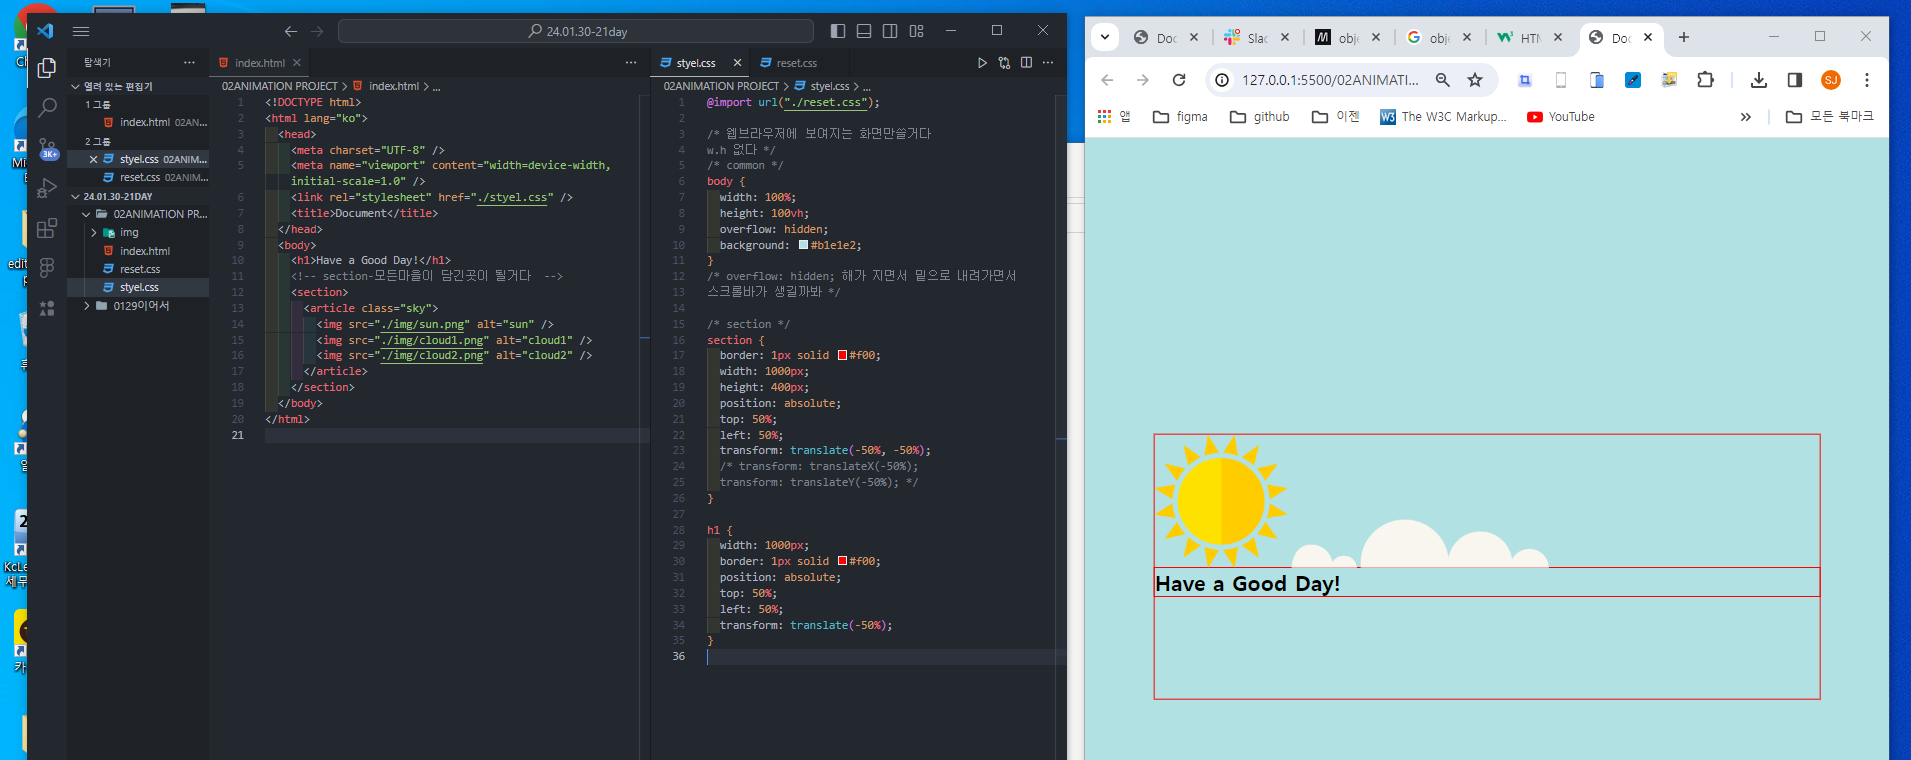 24.01.30-21day
탐색기
열려 있는 편집기
1 그룹
index.html 02AN...
2 그룹
styel.css 02ANIM...
reset.css 02ANIM...
24.01.30-21DAY
02ANIMATION PR...
img
index.html
reset.css
styel.css
0129이어서
3K+
index.html
02ANIMATION PROJECT > index.html > ...
1 <!DOCTYPE html>
2 <html lang="ko">
3 <head>
4 <meta charset="UTF-8" />
5 <meta name="viewport" content="width=device-width,
initial-scale=1.0" />
6 <link rel="stylesheet" href="./styel.css" />
7 <title>Document</title>
8 </head>
9 <body>
10 <h1>Have a Good Day!</h1>
11 <!-- section-모든마을이 담긴곳이 될거다 -->
12 <section>
13 <article class="sky">
14 <img src="./img/sun.png" alt="sun" />
15 <img src="./img/cloud1.png" alt="cloud1" />
16 <img src="./img/cloud2.png" alt="cloud2" />
17 </article>
18 </section>
19 </body>
20 </html>
21
styel.css
reset.css
02ANIMATION PROJECT > styel.css > ...
1 @import url("./reset.css");
2
3 /* 웹브라우저에 보여지는 화면만쓸거다
4 w.h 없다 */
5 /* common */
6 body {
7 width: 100%;
8 height: 100vh;
9 overflow: hidden;
10 background: #b1e1e2;
11 }
12 /* overflow: hidden; 해가 지면서 밑으로 내려가면서
13 스크롤바가 생길까봐 */
14
15 /* section */
16 section {
17 border: 1px solid #f00;
18 width: 1000px;
19 height: 400px;
20 position: absolute;
21 top: 50%;
22 left: 50%;
23 transform: translate(-50%, -50%);
24 /* transform: translateX(-50%);
25 transform: translateY(-50%); */
26 }
27
28 h1 {
29 width: 1000px;
30 border: 1px solid #f00;
31 position: absolute;
32 top: 50%;
33 left: 50%;
34 transform: translate(-50%);
35 }
36
Doc
Slac
obje
obje
HTM
Doc
127.0.0.1:5500/02ANIMATI...
SJ
앱
figma
github
이젠
W3
The W3C Markup...
YouTube
모든 북마크
Have a Good Day!